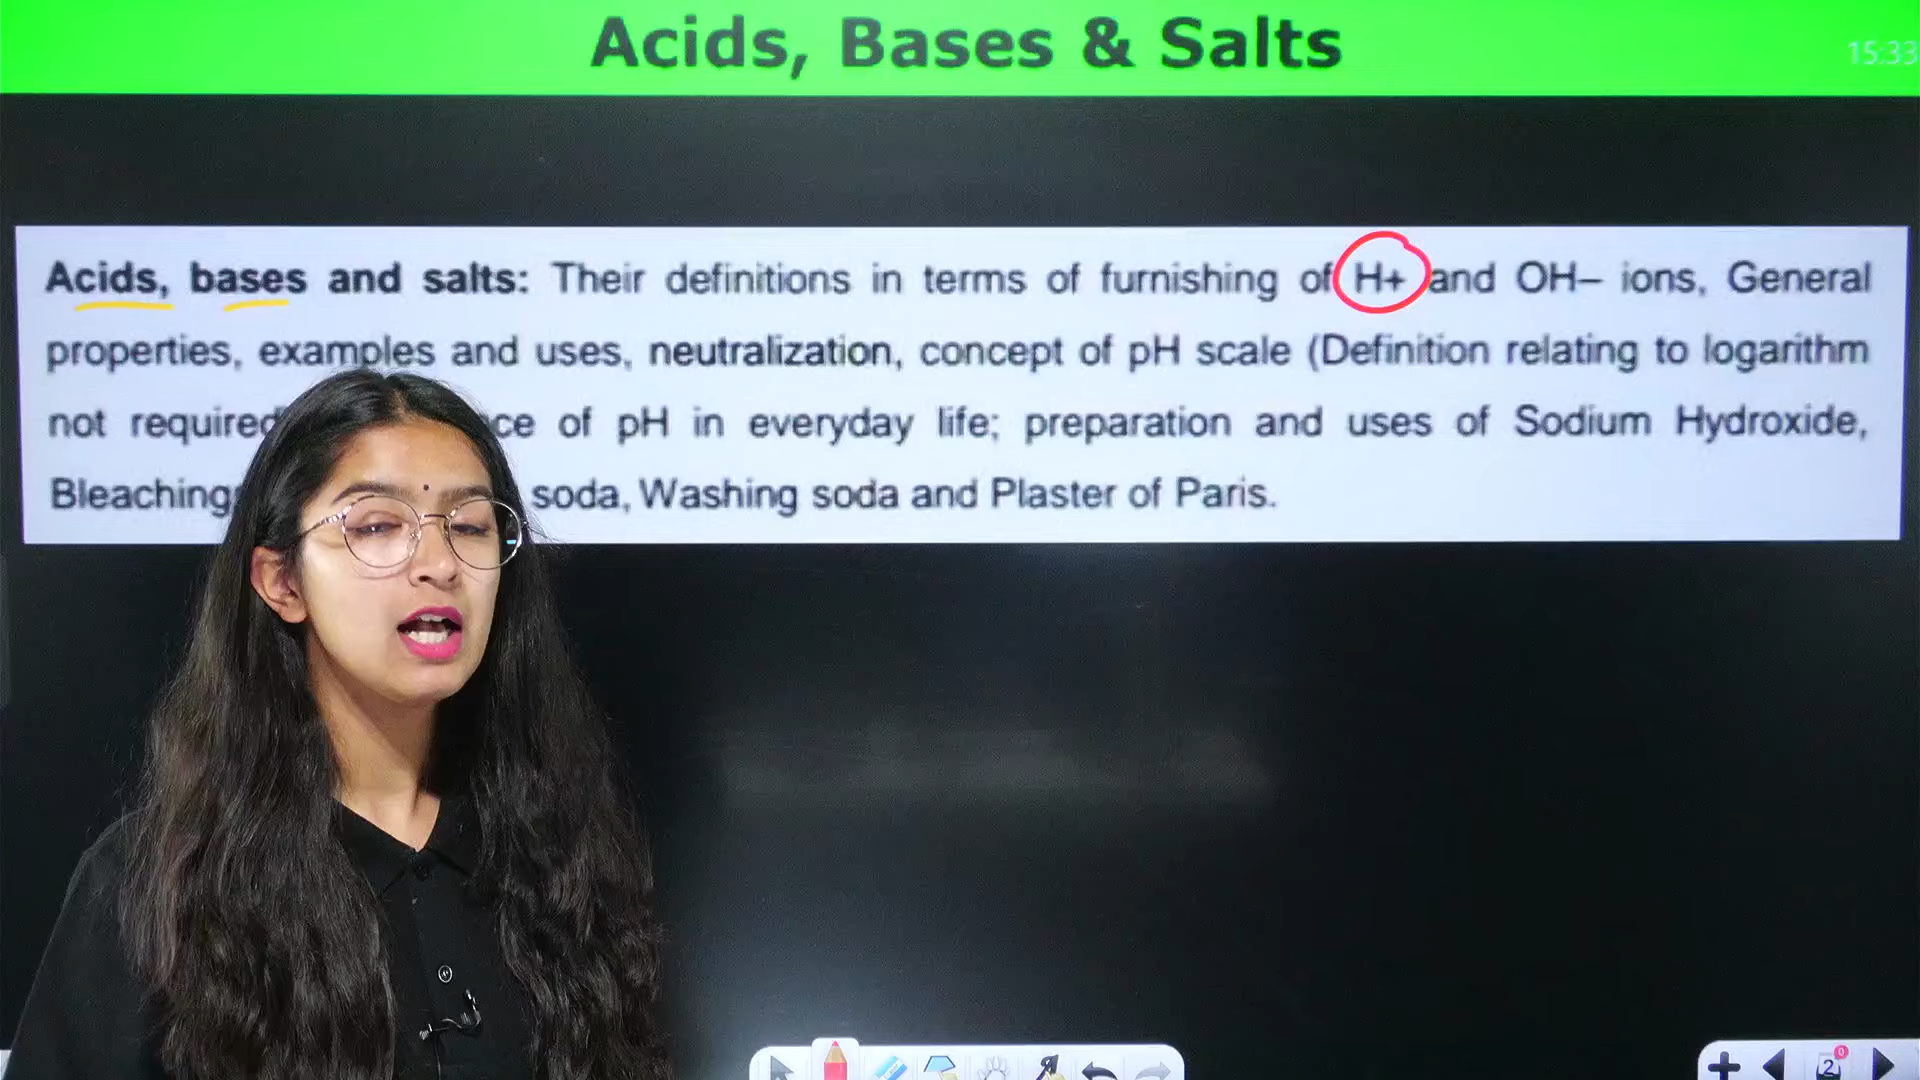 Acids, Bases & Salts
15:33
Acids, bases and salts: Their definitions in terms of furnishing of H+ and OH– ions, General
properties, examples and uses, neutralization, concept of pH scale (Definition relating to logarithm
not required ce of pH in everyday life; preparation and uses of Sodium Hydroxide,
Bleaching soda, Washing soda and Plaster of Paris.
2
0